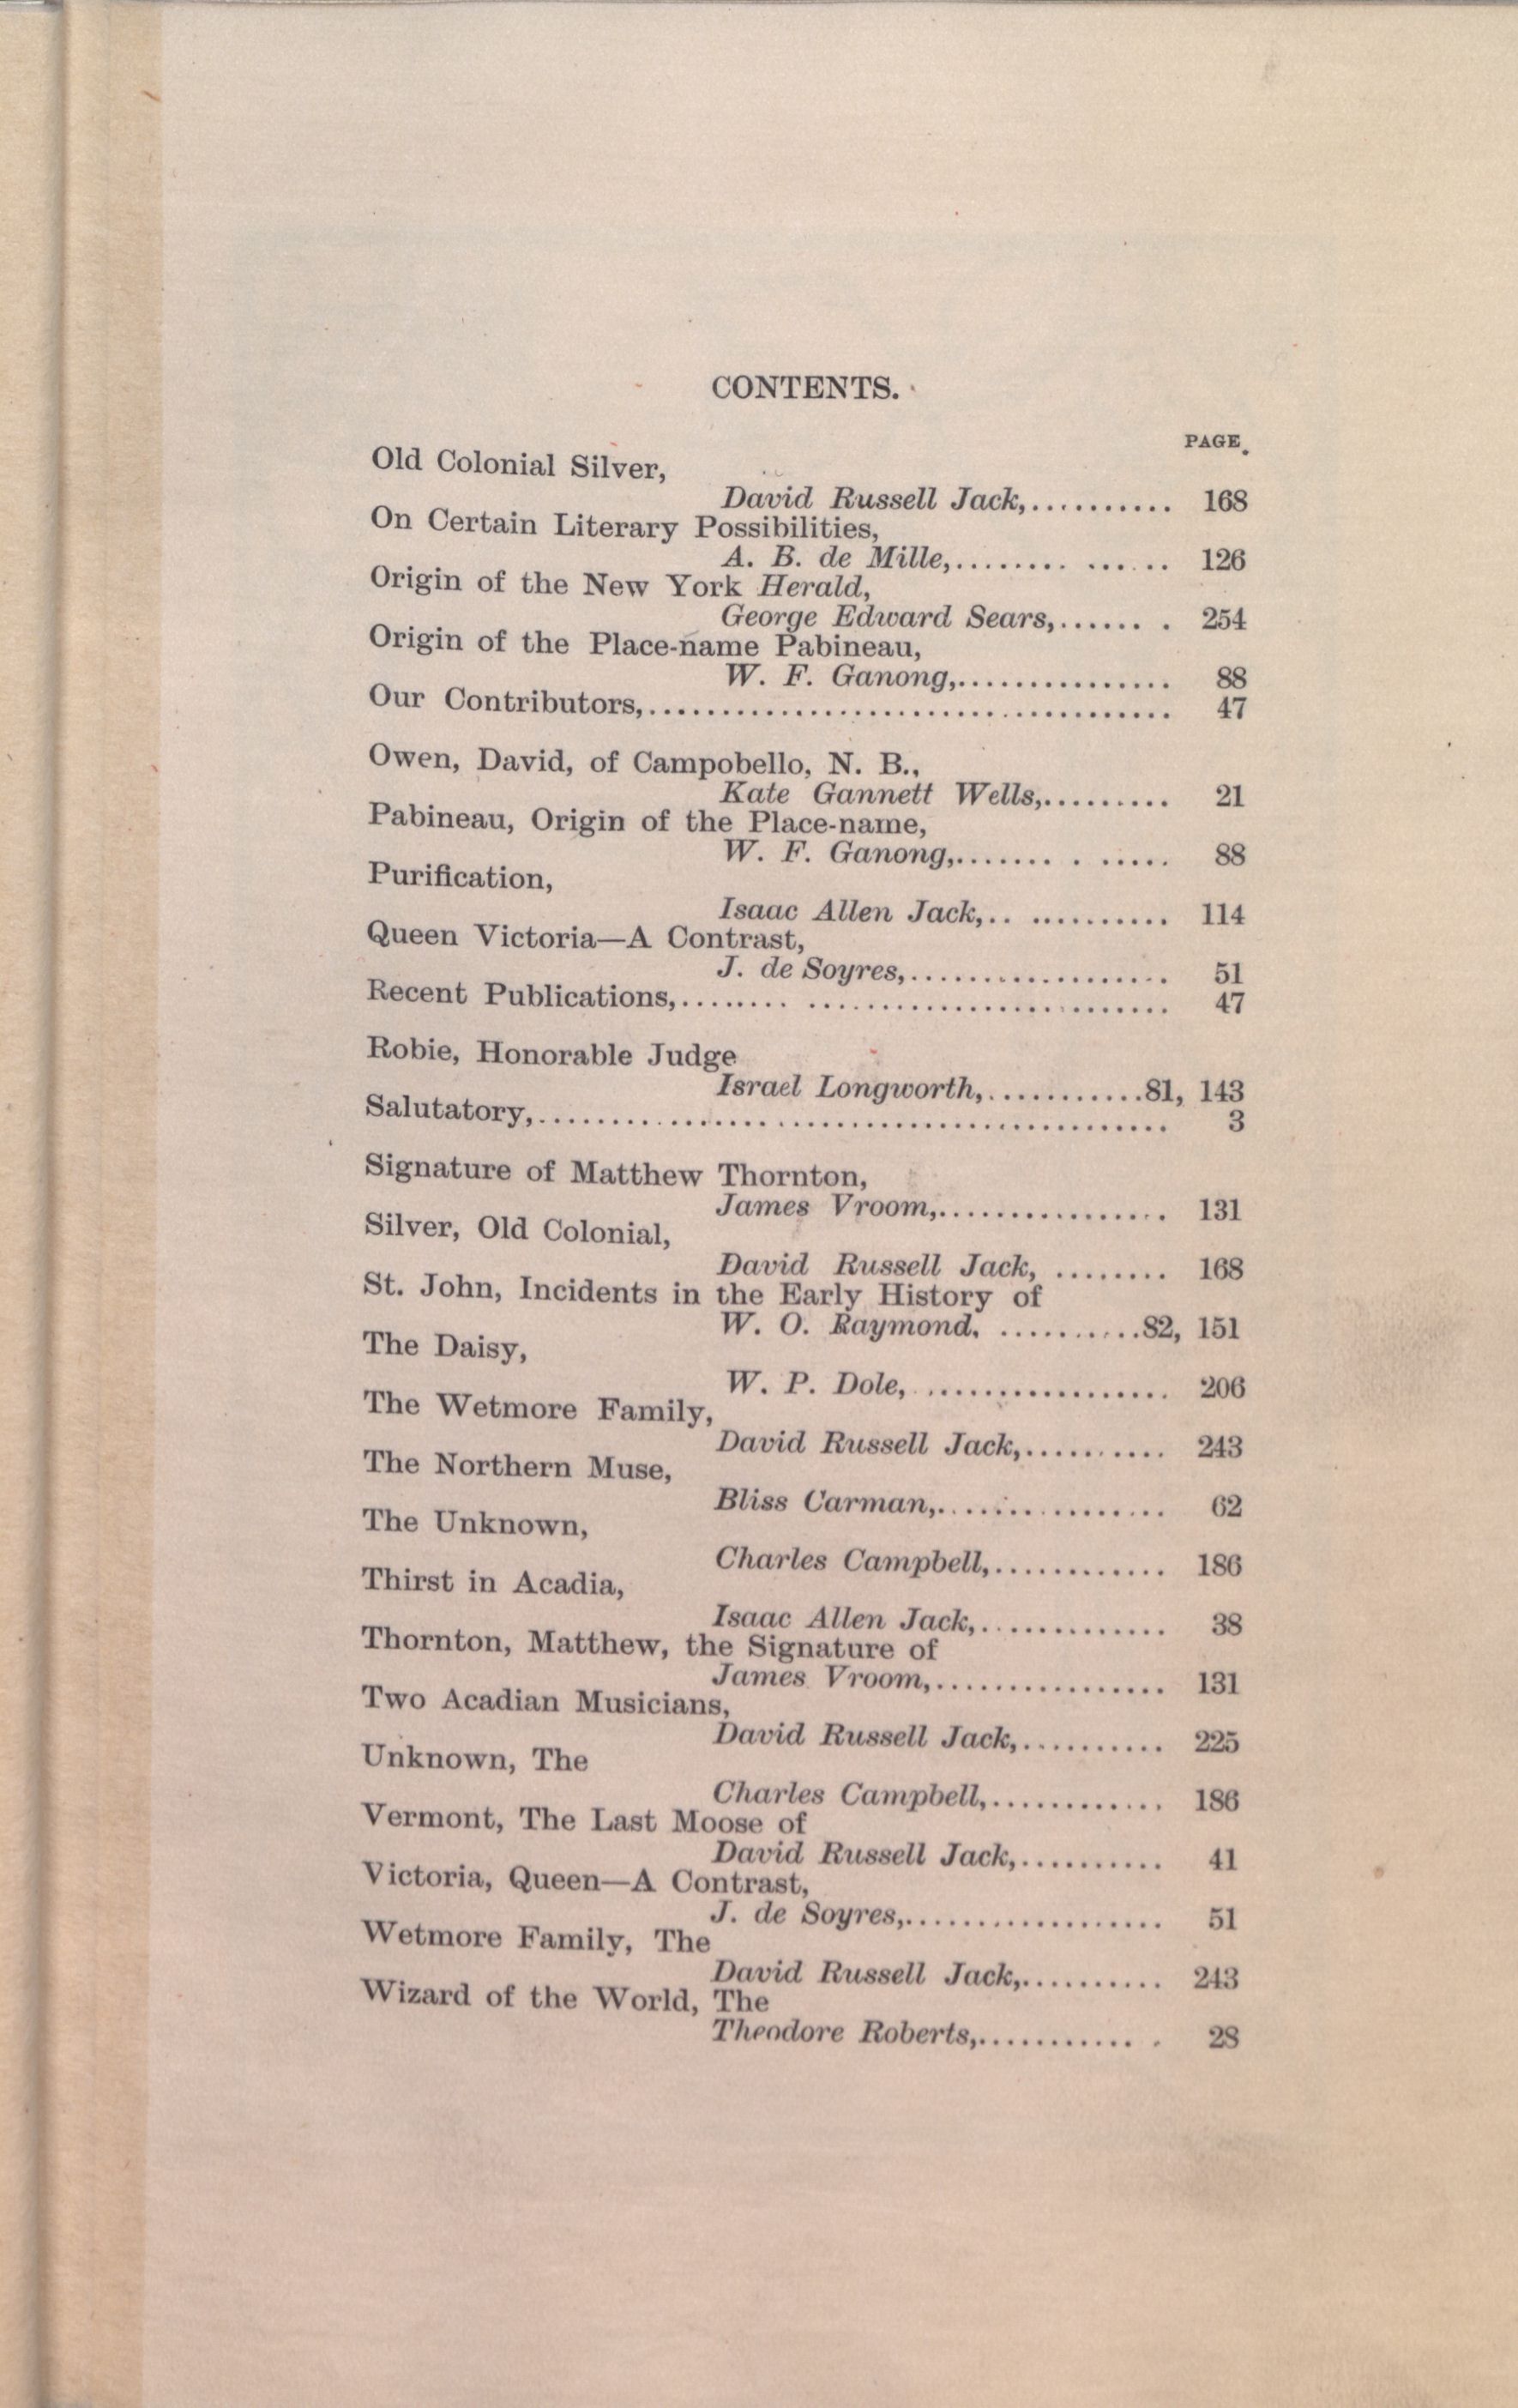 CONTENTS.
PAGE.
Old Colonial Silver,
David Russell Jack,.......... 168
On Certain Literary Possibilities,
A. B. de Mille,........ ...... 126
Origin of the New York Herald,
George Edward Sears,...... . 254
Origin of the Place-name Pabineau,
W. F. Ganong,............... 88
Our Contributors,.................................... 47
Owen, David, of Campobello, N. B.,
Kate Gannett Wells,......... 21
Pabineau, Origin of the Place-name,
W. F. Ganong,....... . ..... 88
Purification,
Isaac Allen Jack,.. .......... 114
Queen Victoria—A Contrast,
J. de Soyres,.................. 51
Recent Publications,........ ......................... 47
Robie, Honorable Judge
Israel Longworth,...........81, 143
Salutatory,........................................... 3
Signature of Matthew Thornton,
James Vroom,................ 131
Silver, Old Colonial,
David Russell Jack, ........ 168
St. John, Incidents in the Early History of
W. O. Raymond. ..........82, 151
The Daisy,
W. P. Dole, .................. 206
The Wetmore Family,
David Russell Jack,.......... 243
The Northern Muse,
Bliss Carman,................ 62
The Unknown,
Charles Campbell,............ 186
Thirst in Acadia,
Isaac Allen Jack,............. 38
Thornton, Matthew, the Signature of
James Vroom,................ 131
Two Acadian Musicians,
David Russell Jack,.......... 225
Unknown, The
Charles Campbell,............ 186
Vermont, The Last Moose of
David Russell Jack,.......... 41
Victoria, Queen—A Contrast,
J. de Soyres,.................. 51
Wetmore Family, The
David Russell Jack,.......... 243
Wizard of the World, The
Theodore Roberts,........... . 28